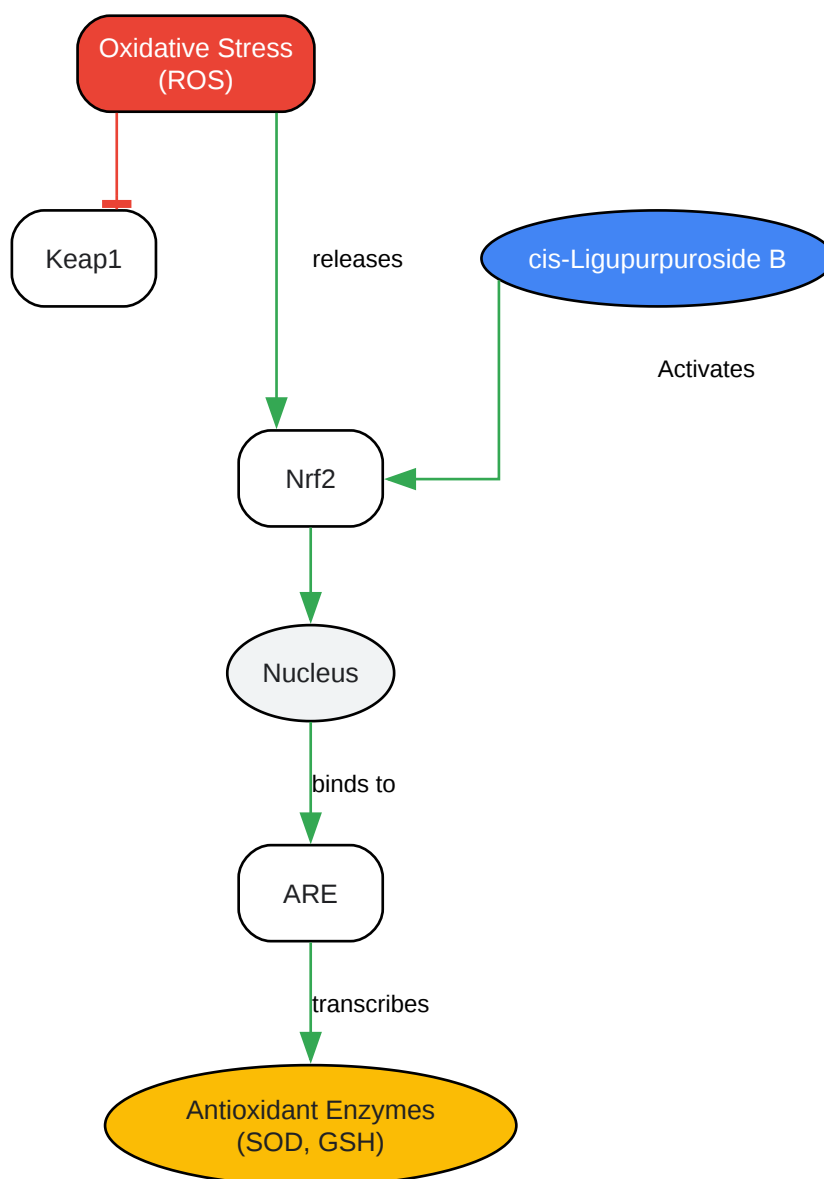 Oxidative Stress
(ROS)
Keap1
releases
cis-Ligupurpuroside B
Activates
Nrf2
Nucleus
binds to
ARE
transcribes
Antioxidant Enzymes
(SOD, GSH)